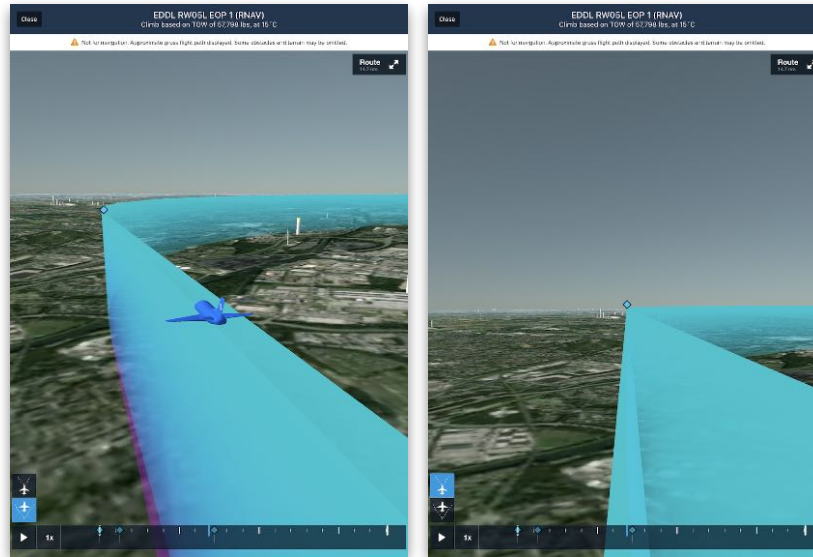 Close
EDDL RW05L EOP 1 (RNAV)
Climb based on TOW of 67,798 lbs, at 15°C
Not for navigation. Approximate gross flight path displayed. Some obstacles and terrain may be omitted.
Route
1x
Close
EDDL RW05L EOP 1 (RNAV)
Climb based on TOW of 67,798 lbs, at 15°C
Not for navigation. Approximate gross flight path displayed. Some obstacles and terrain may be omitted.
Route
1x